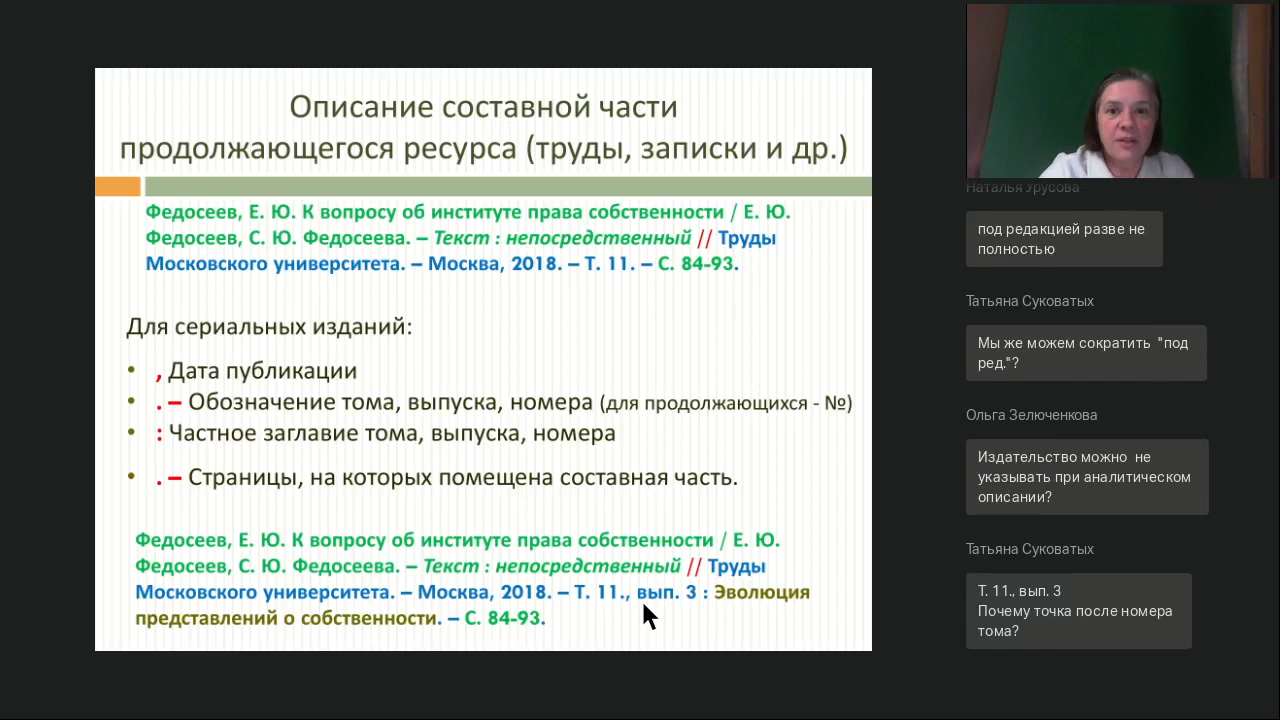 Описание составной части
продолжающегося ресурса (труды, записки и др.)
Федосеев, Е. Ю. К вопросу об институте права собственности / Е. Ю.
Федосеев, С. Ю. Федосеева. – Текст : непосредственный // Труды
Московского университета. – Москва, 2018. – Т. 11. – С. 84-93.
Для сериальных изданий:
• , Дата публикации
• . – Обозначение тома, выпуска, номера (для продолжающихся - №)
• : Частное заглавие тома, выпуска, номера
• . – Страницы, на которых помещена составная часть.
Федосеев, Е. Ю. К вопросу об институте права собственности / Е. Ю.
Федосеев, С. Ю. Федосеева. – Текст : непосредственный // Труды
Московского университета. – Москва, 2018. – Т. 11., вып. 3 : Эволюция
представлений о собственности. – С. 84-93.
Наталья Урусова
под редакцией разве не
полностью
Татьяна Суковатых
Мы же можем сократить "под
ред."?
Ольга Зелюченкова
Издательство можно не
указывать при аналитическом
описании?
Татьяна Суковатых
Т. 11., вып. 3
Почему точка после номера
тома?